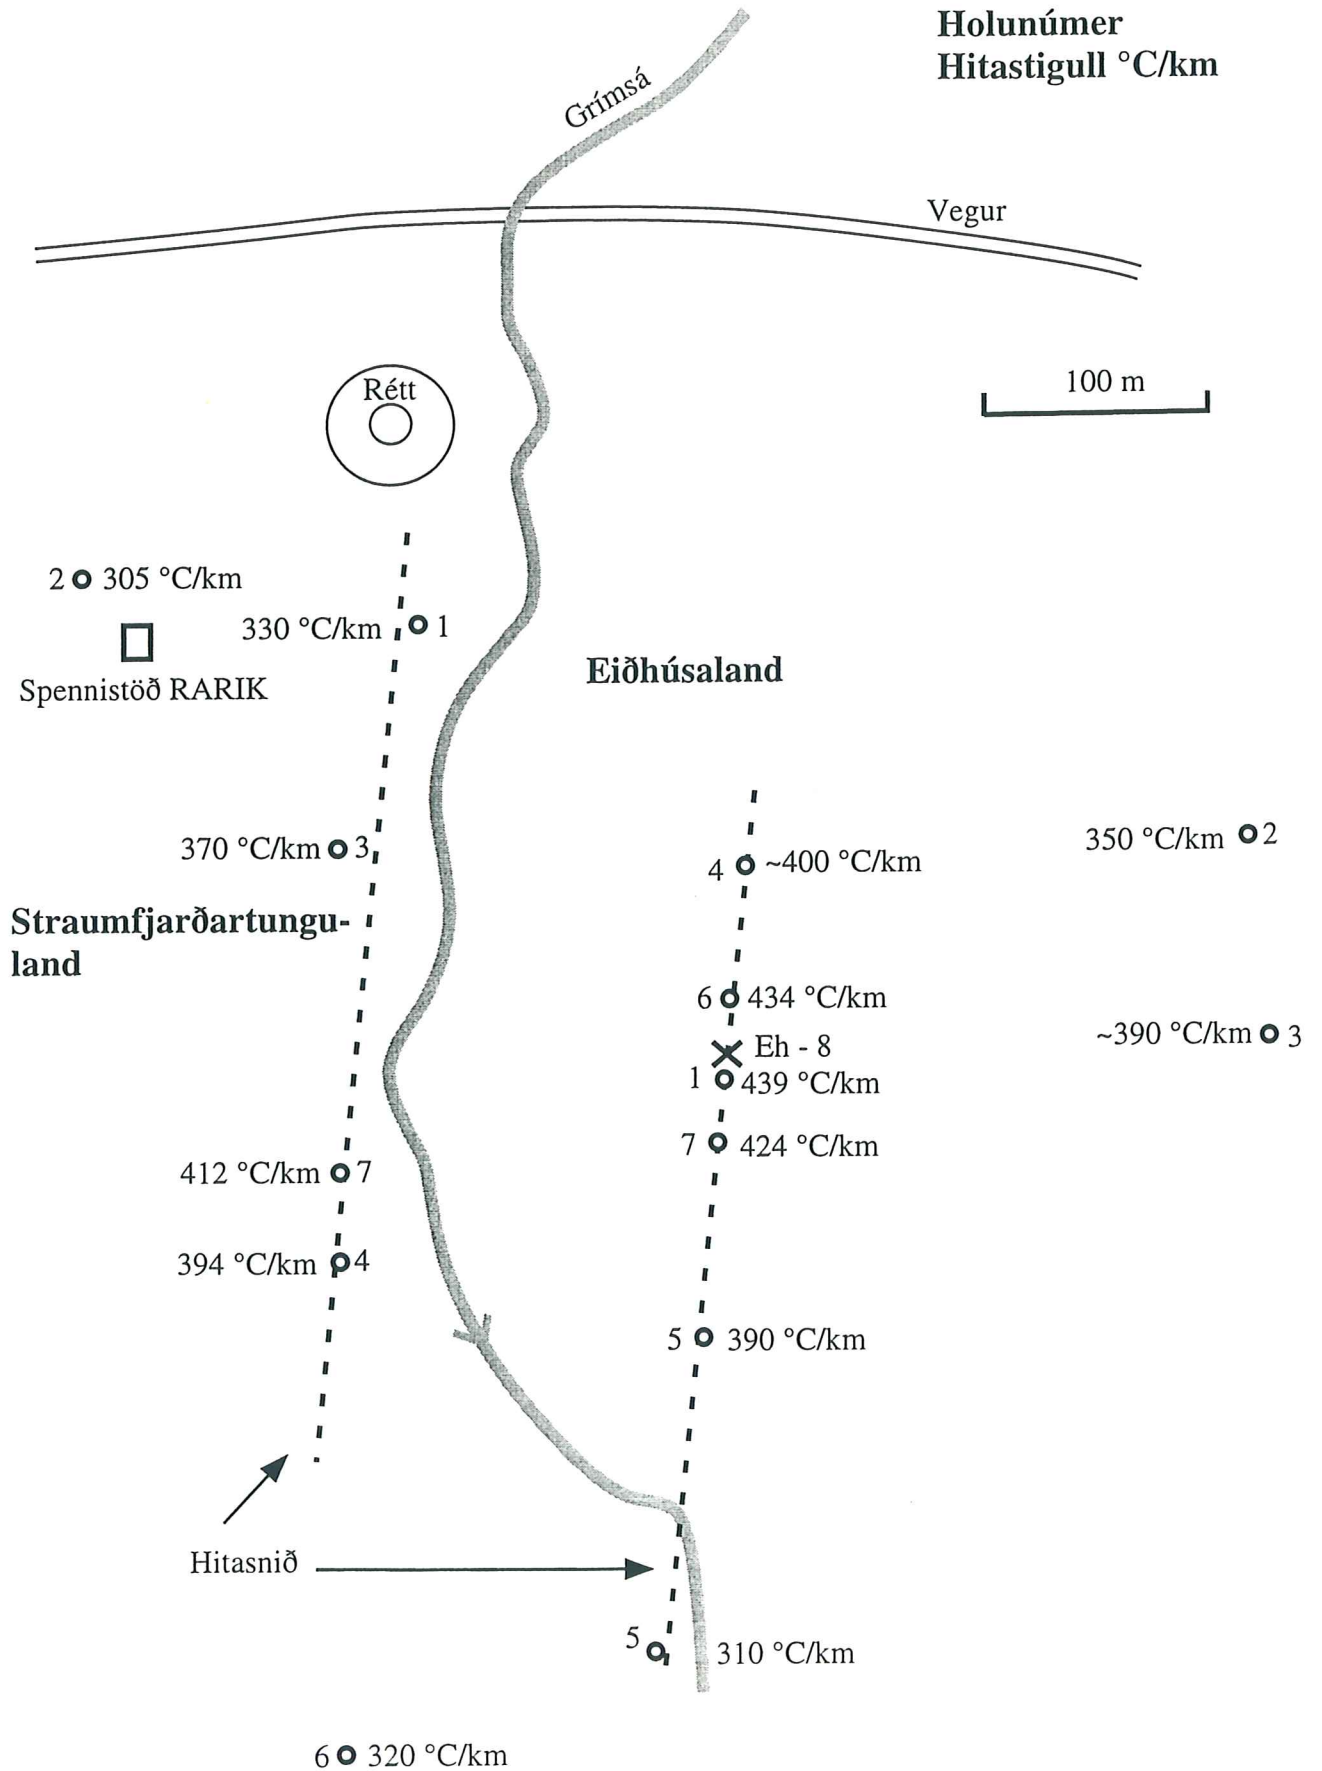 Holunúmer
Hitastigull °C/km
Grímsá
Vegur
Rétt
100 m
2 305 °C/km
330 °C/km 1
Spennistöð RARIK
Eiðhúsaland
370 °C/km 3
4 ~400 °C/km
350 °C/km 2
Straumfjarðartungu-
land
6 434 °C/km
Eh - 8
~390 °C/km 3
1 439 °C/km
7 424 °C/km
412 °C/km 7
394 °C/km 4
5 390 °C/km
Hitasnið
5 310 °C/km
6 320 °C/km